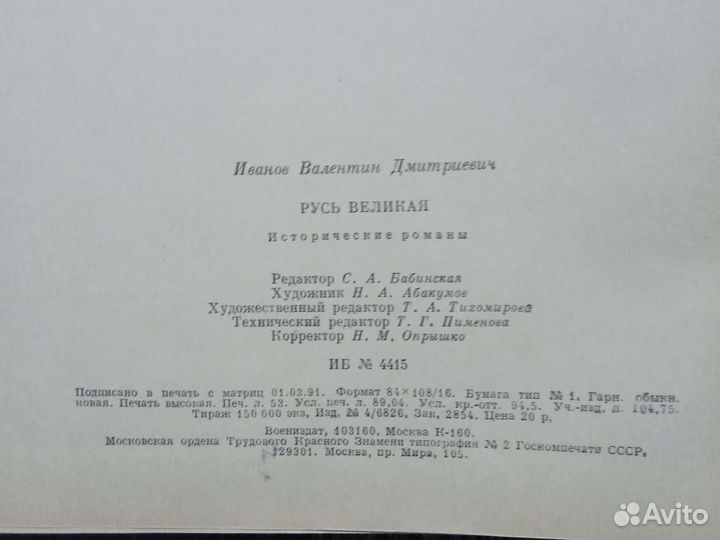 Иванов Валентин Дмитриевич
РУСЬ ВЕЛИКАЯ
Исторические романы
Редактор С. А. Бабинская
Художник Н. А. Абакумов
Художественный редактор Т. А. Тихомирова
Технический редактор Т. Г. Пименова
Корректор Н. М. Опрышко
ИБ № 4415
Подписано в печать с матриц 01.03.91. Формат 84×108/16. Бумага тип № 1. Гарн. обыкн.
новая. Печать высокая. Печ. л. 53. Усл. печ. л. 89,04. Усл. кр.-отт. 94,5. Уч.-изд. л. 104,75.
Тираж 150 000 экз, Изд. № 4/6826. Зак. 2854. Цена 20 р.
Воениздат, 103160, Москва К-160.
Московская ордена Трудового Красного Знамени типография № 2 Госкомпечати СССР,
129301. Москва, пр. Мира, 105.
Avito